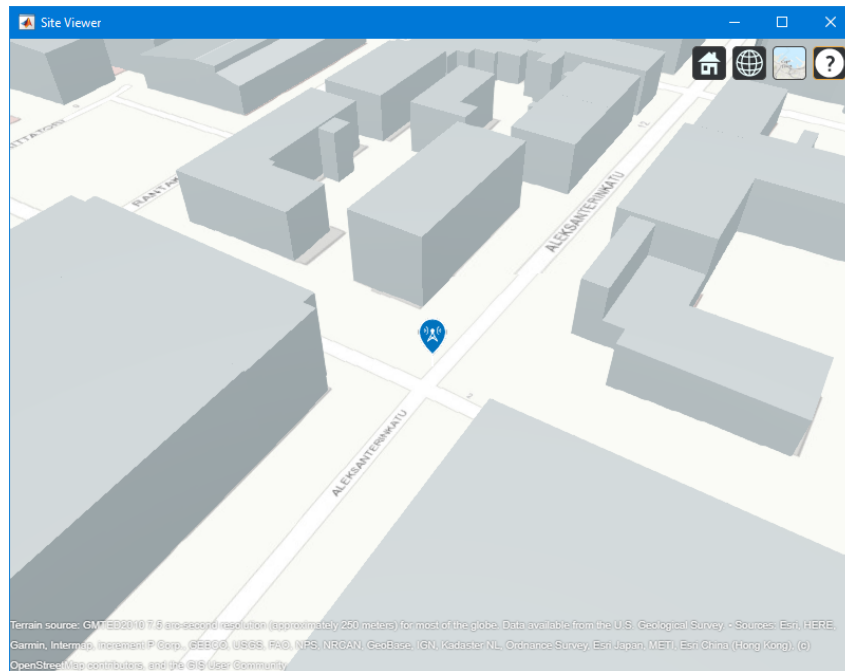 Site Viewer
?
12
ALEKSANTERINKATU
2
ALEKSANTERINKATU
Terrain source: GMTED2010 7.5 arc-second resolution (approximately 250 meters) for most of the globe. Data available from the U.S. Geological Survey. • Sources: Esri, HERE,
Garmin, Intermap, Increment P Corp., GEBCO, USGS, FAO, NPS, NRCAN, GeoBase, IGN, Kadaster NL, Ordnance Survey, Esri Japan, METI, Esri China (Hong Kong), (c)
OpenStreetMap contributors, and the GIS User Community